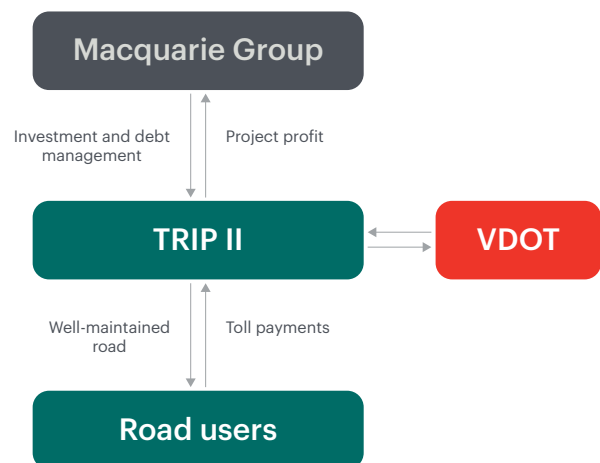 Macquarie Group
Investment and debt
management
Project profit
TRIP II
VDOT
Well-maintained
road
Toll payments
Road users